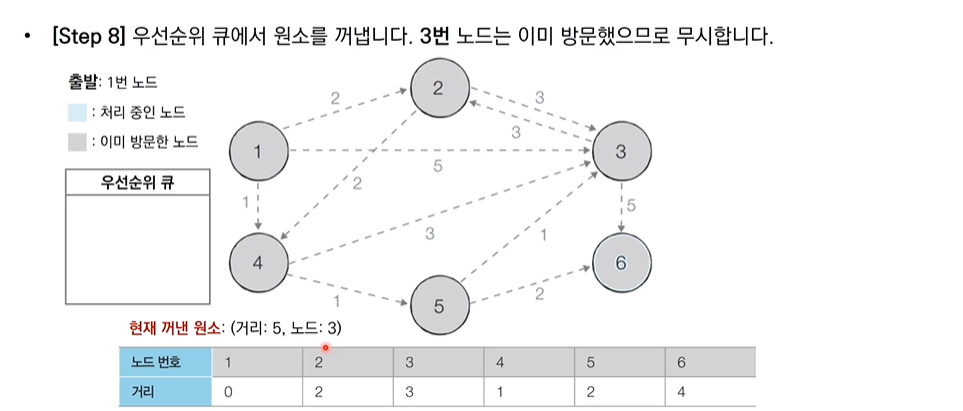 • [Step 8] 우선순위 큐에서 원소를 꺼냅니다. 3번 노드는 이미 방문했으므로 무시합니다.
출발: 1번 노드
: 처리 중인 노드
: 이미 방문한 노드
우선순위 큐
2
2
3
3
1
5
3
2
1
5
3
1
4
6
1
5
2
현재 꺼낸 원소: (거리: 5, 노드: 3)
노드 번호 1 2 3 4 5 6
거리 0 2 3 1 2 4